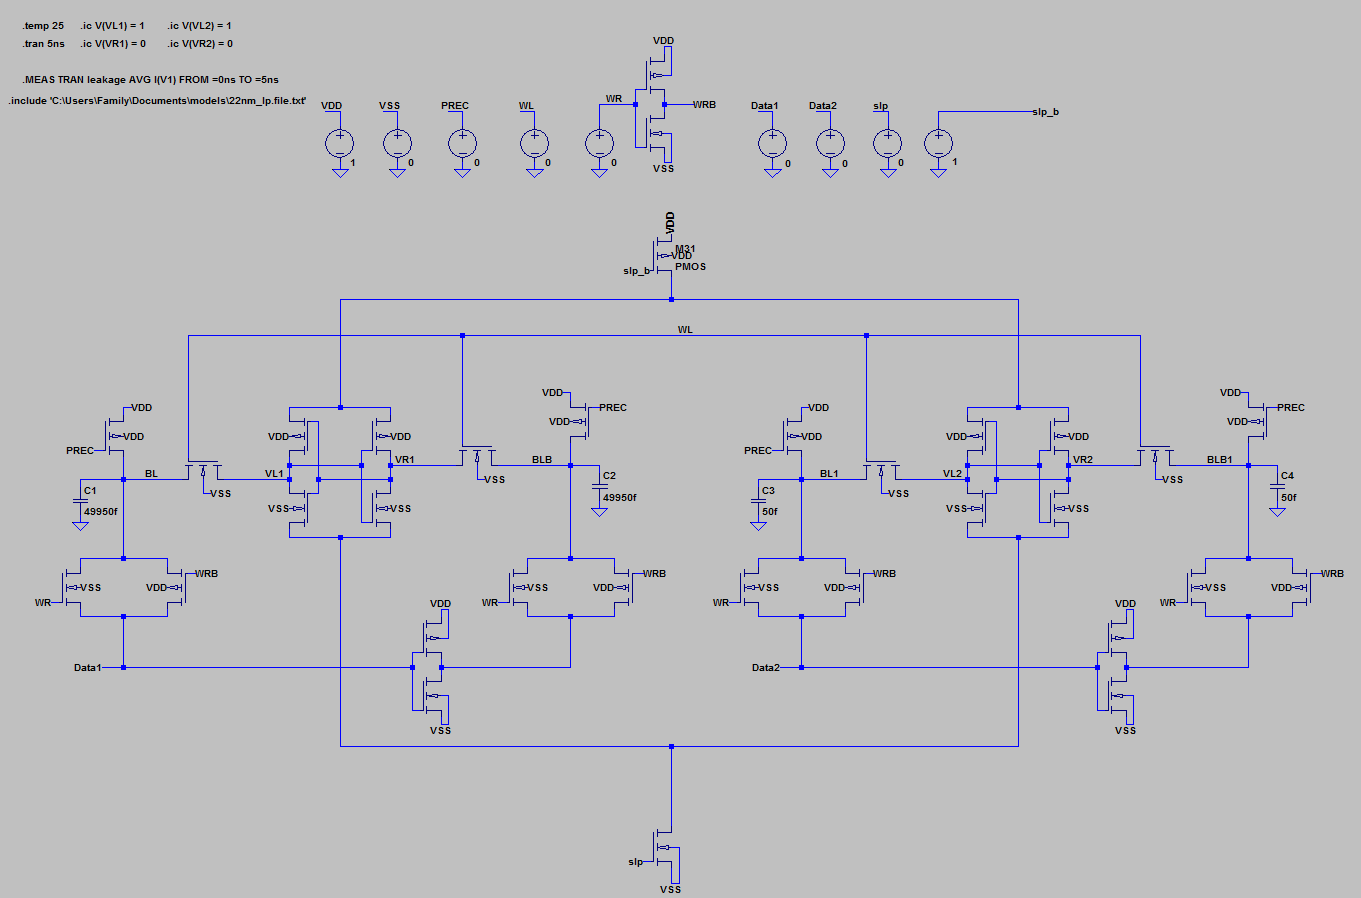 .temp 25 .ic V(VL1) = 1 .ic V(VL2) = 1
.tran 5ns .ic V(VR1) = 0 .ic V(VR2) = 0
.MEAS TRAN leakage AVG I(V1) FROM =0ns TO =5ns
.include 'C:\Users\Family\Documents\models\22nm_lp.file.txt'
VDD
WR WRB
VSS
VDD VSS PREC WL Data1 Data2 slp slp_b
1 0 0 0 0 0 0 0 1
VDD
M31
VDD
slp_b PMOS
WL
VDD VDD VDD VDD
PREC PREC
VDD VDD VDD VDD VDD VDD VDD VDD
PREC PREC
BL VL1 VR1 BLB BL1 VL2 VR2 BLB1
VSS VSS VSS VSS
C1 C2 C3 C4
49950f 49950f 50f 50f
VSS VSS VSS VSS
WRB WRB WRB WRB
VSS VDD VSS VDD VSS VDD VSS VDD
WR WR WR WR
VDD VDD
Data1 Data2
VSS VSS
slp
VSS